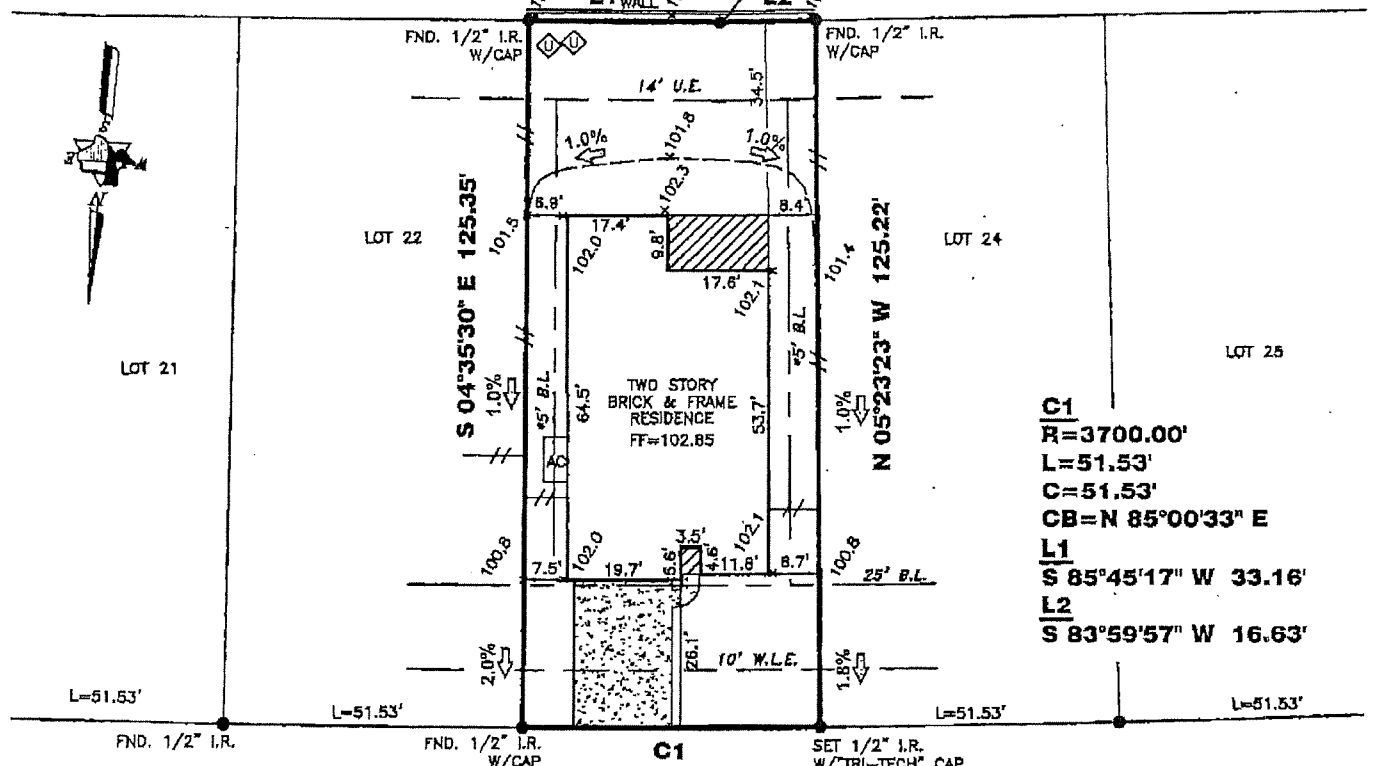 WALL
FND. 1/2" I.R.
W/CAP
U U
FND. 1/2" I.R.
W/CAP
14' U.E.
34.5'
1.0%
101.8
1.0%
102.3
6.9'
17.4'
8.4'
101.5
102.0
9.8'
17.6'
102.1
101.4
LOT 22
S 04°35'30" E 125.35'
LOT 24
N 05°23'23" W 125.22'
LOT 21
LOT 25
1.0%
*5' B.L.
64.5'
TWO STORY
BRICK & FRAME
RESIDENCE
FF=102.85
53.7'
*5' B.L.
1.0%
AC
C1
R=3700.00'
L=51.53'
C=51.53'
CB=N 85°00'33" E
L1
S 85°45'17" W 33.16'
L2
S 83°59'57" W 16.63'
100.8
7.5'
102.0
19.7'
5.6'
3.5'
4.6'
11.8'
102.1
8.7'
100.8
25' B.L.
2.0%
26.1'
10' W.L.E.
1.8%
L=51.53'
L=51.53'
L=51.53'
L=51.53'
FND. 1/2" I.R.
FND. 1/2" I.R.
W/CAP
C1
SET 1/2" I.R.
W/"TRI-TECH" CAP